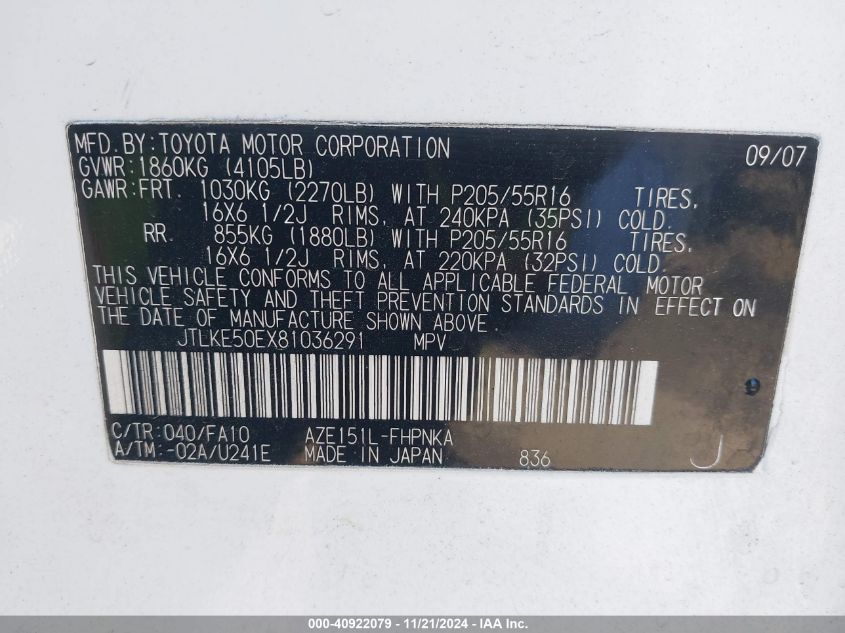 MFD.BY:TOYOTA MOTOR CORPORATION 09/07
GVWR:1860KG (4105LB)
GAWR:FRT. 1030KG (2270LB) WITH P205/55R16 TIRES,
16X6 1/2J RIMS, AT 240KPA (35PSI) COLD.
RR. 855KG (1880LB) WITH P205/55R16 TIRES,
16X6 1/2J RIMS, AT 220KPA (32PSI) COLD.
THIS VEHICLE CONFORMS TO ALL APPLICABLE FEDERAL MOTOR
VEHICLE SAFETY AND THEFT PREVENTION STANDARDS IN EFFECT ON
THE DATE OF MANUFACTURE SHOWN ABOVE.
JTLKE50EX81036291 MPV
C/TR:040/FA10 AZE151L-FHPNKA
A/TM:-02A/U241E MADE IN JAPAN 836 J
000-40922079 - 11/21/2024 - IAA Inc.